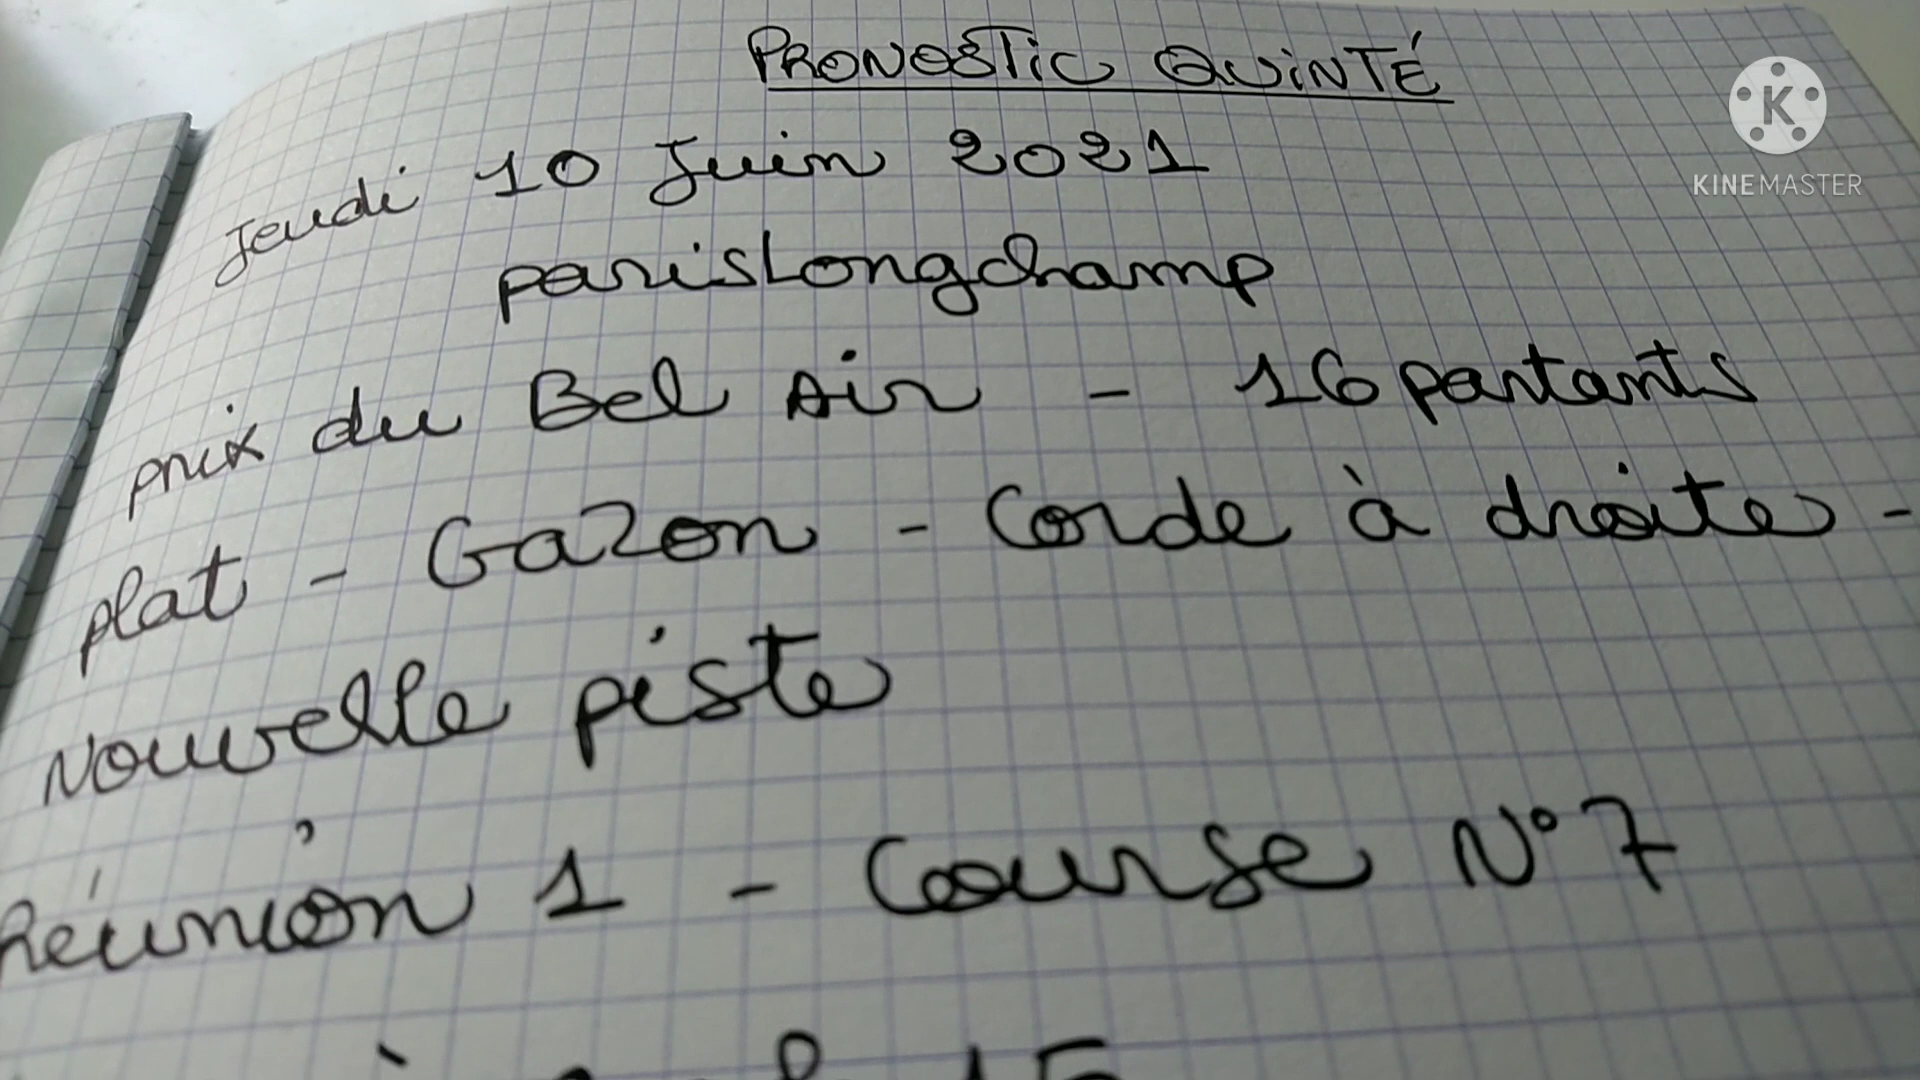 PRONOSTIC QUINTÉ
Jeudi 10 Juin 2021
parisLongchamp
prix du Bel Air - 16 partants
plat - Gazon - Corde à droite -
Nouvelle piste
Réunion 1 - Course N°7
K
KINEMASTER